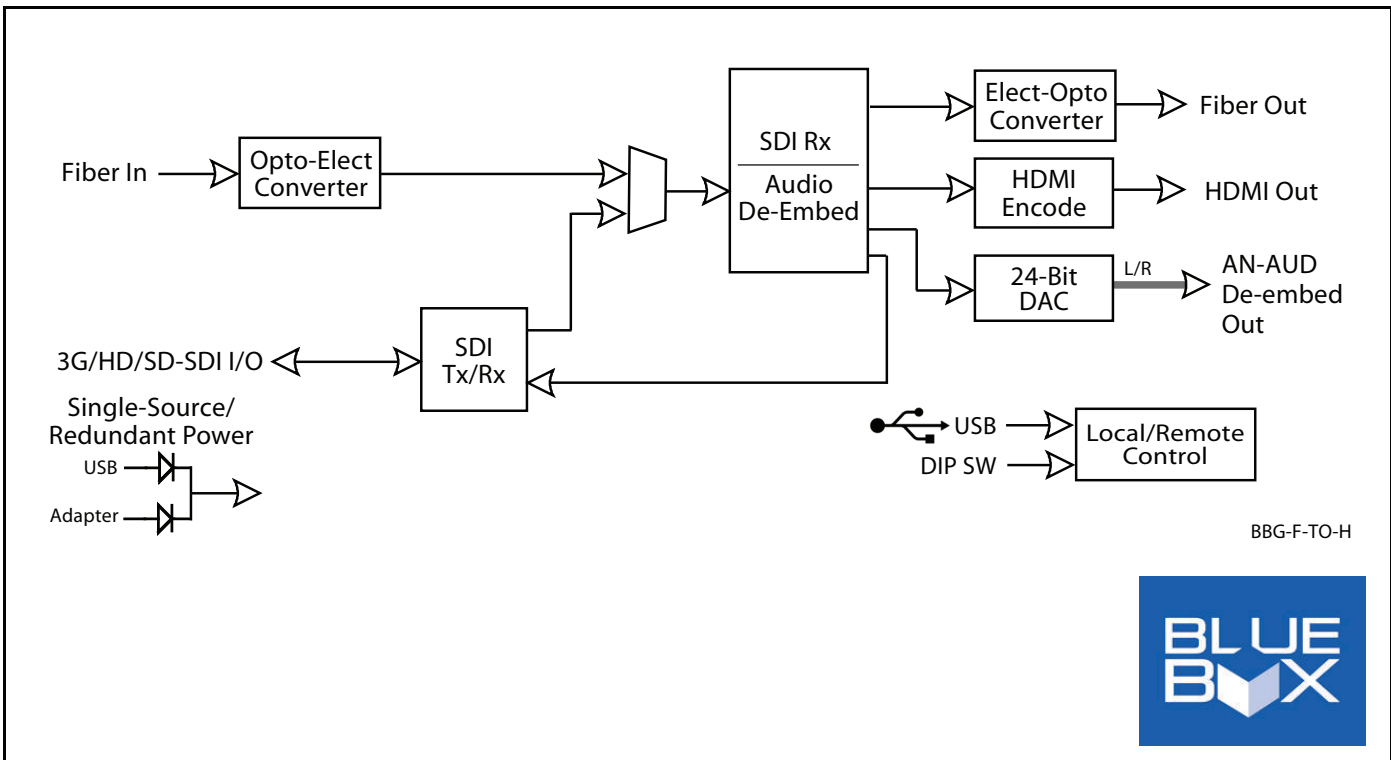 Fiber In
Opto-Elect
Converter
SDI Rx
Audio
De-Embed
Elect-Opto
Converter
Fiber Out
HDMI
Encode
HDMI Out
24-Bit
DAC
L/R
AN-AUD
De-embed
Out
3G/HD/SD-SDI I/O
SDI
Tx/Rx
Single-Source/
Redundant Power
USB
Adapter
USB
DIP SW
Local/Remote
Control
BBG-F-TO-H
BLUE
BOX